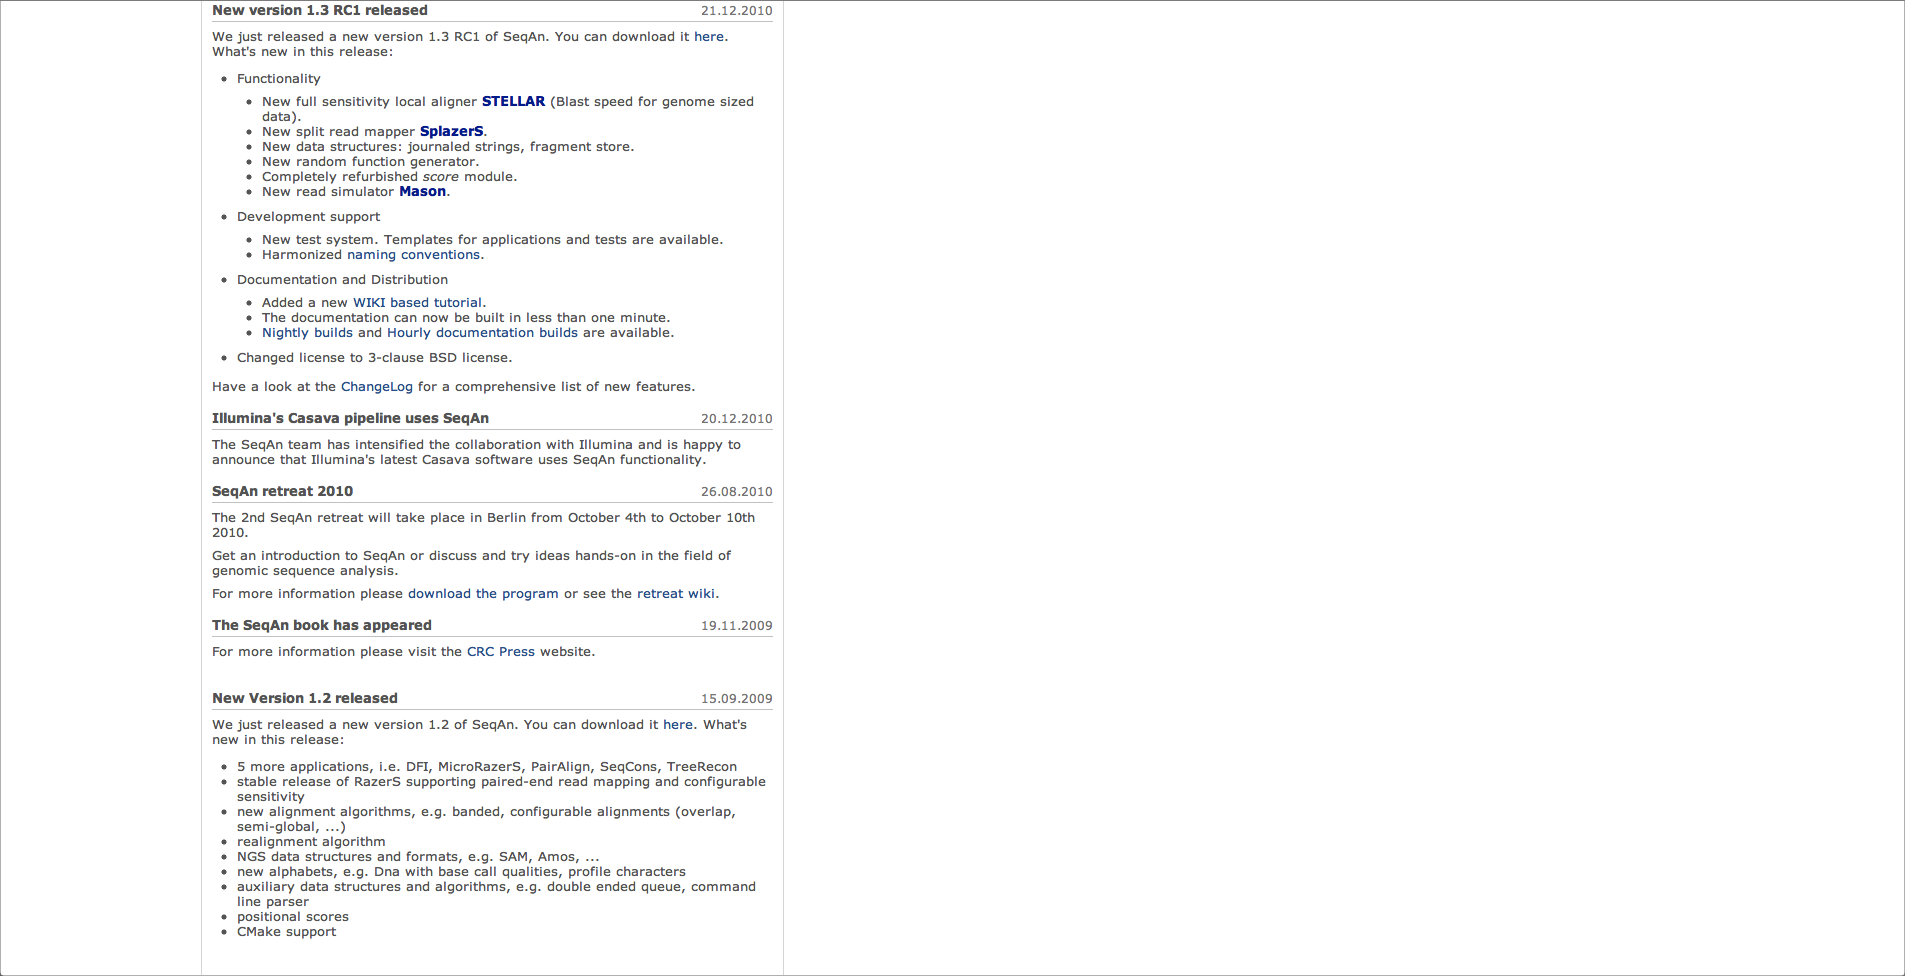 New version 1.3 RC1 released 21.12.2010
We just released a new version 1.3 RC1 of SeqAn. You can download it here.
What's new in this release:
• Functionality
• New full sensitivity local aligner STELLAR (Blast speed for genome sized
data).
• New split read mapper SplazerS.
• New data structures: journaled strings, fragment store.
• New random function generator.
• Completely refurbished score module.
• New read simulator Mason.
• Development support
• New test system. Templates for applications and tests are available.
• Harmonized naming conventions.
• Documentation and Distribution
• Added a new WIKI based tutorial.
• The documentation can now be built in less than one minute.
• Nightly builds and Hourly documentation builds are available.
• Changed license to 3-clause BSD license.
Have a look at the ChangeLog for a comprehensive list of new features.
Illumina's Casava pipeline uses SeqAn 20.12.2010
The SeqAn team has intensified the collaboration with Illumina and is happy to
announce that Illumina's latest Casava software uses SeqAn functionality.
SeqAn retreat 2010 26.08.2010
The 2nd SeqAn retreat will take place in Berlin from October 4th to October 10th
2010.
Get an introduction to SeqAn or discuss and try ideas hands-on in the field of
genomic sequence analysis.
For more information please download the program or see the retreat wiki.
The SeqAn book has appeared 19.11.2009
For more information please visit the CRC Press website.
New Version 1.2 released 15.09.2009
We just released a new version 1.2 of SeqAn. You can download it here. What's
new in this release:
• 5 more applications, i.e. DFI, MicroRazerS, PairAlign, SeqCons, TreeRecon
• stable release of RazerS supporting paired-end read mapping and configurable
sensitivity
• new alignment algorithms, e.g. banded, configurable alignments (overlap,
semi-global, ...)
• realignment algorithm
• NGS data structures and formats, e.g. SAM, Amos, ...
• new alphabets, e.g. Dna with base call qualities, profile characters
• auxiliary data structures and algorithms, e.g. double ended queue, command
line parser
• positional scores
• CMake support